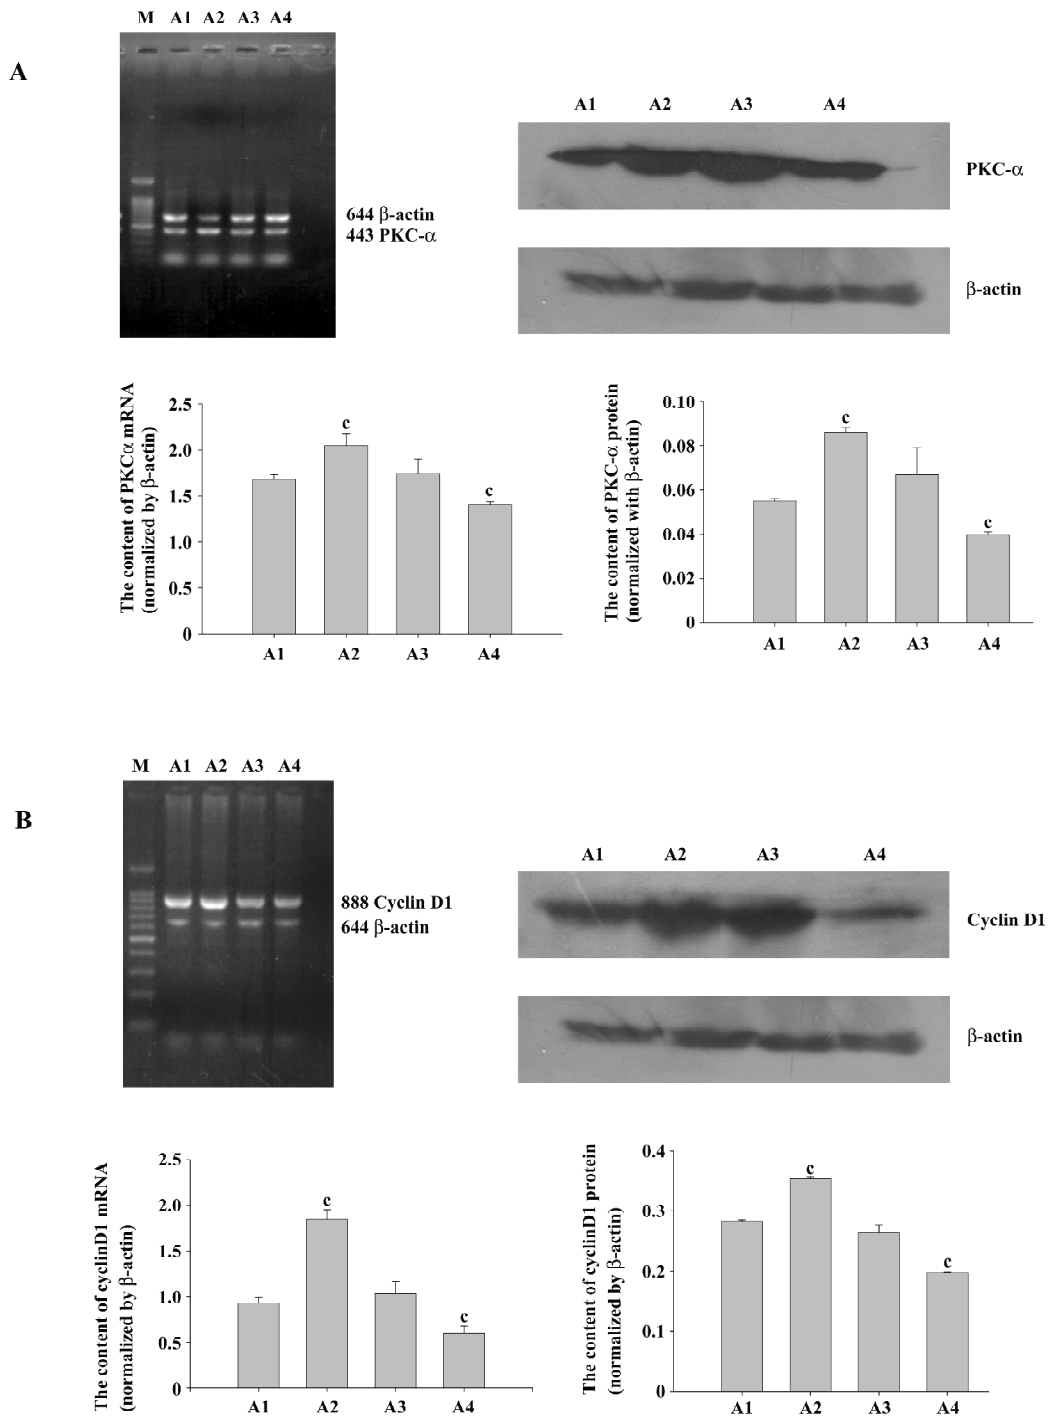 M A1 A2 A3 A4
A
644 β-actin
443 PKC-α
A1 A2 A3 A4
PKC-α
β-actin
The content of PKCα mRNA
(normalized by β-actin)
2.5
2.0
1.5
1.0
0.5
0
c
c
A1 A2 A3 A4
The content of PKC-α protein
(normalized with β-actin)
0.10
0.08
0.06
0.04
0.02
0
c
c
A1 A2 A3 A4
M A1 A2 A3 A4
B
888 Cyclin D1
644 β-actin
A1 A2 A3 A4
Cyclin D1
β-actin
The content of cyclinD1 mRNA
(normalized by β-actin)
2.5
2.0
1.5
1.0
0.5
0
c
c
A1 A2 A3 A4
The content of cyclinD1 protein
(normalized by β-actin)
0.4
0.3
0.2
0.1
0
c
c
A1 A2 A3 A4